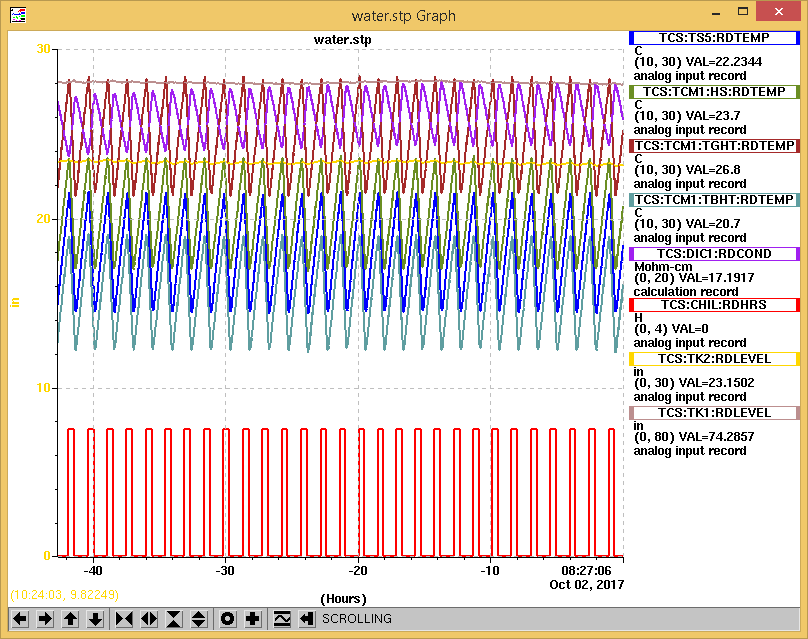 water.stp Graph
water.stp
30
20
10
0
in
-40
-30
-20
-10
08:27:06
Oct 02, 2017
(Hours)
(10:24:03, 9.82249)
SCROLLING
TCS:TS5:RDTEMP
C
(10, 30) VAL=22.2344
analog input record
TCS:TCM1:HS:RDTEMP
C
(10, 30) VAL=23.7
analog input record
TCS:TCM1:TGHT:RDTEMP
C
(10, 30) VAL=26.8
analog input record
TCS:TCM1:TBHT:RDTEMP
C
(10, 30) VAL=20.7
analog input record
TCS:DIC1:RDCOND
Mohm-cm
(0, 20) VAL=17.1917
calculation record
TCS:CHIL:RDHRS
H
(0, 4) VAL=0
analog input record
TCS:TK2:RDLEVEL
in
(0, 30) VAL=23.1502
analog input record
TCS:TK1:RDLEVEL
in
(0, 80) VAL=74.2857
analog input record